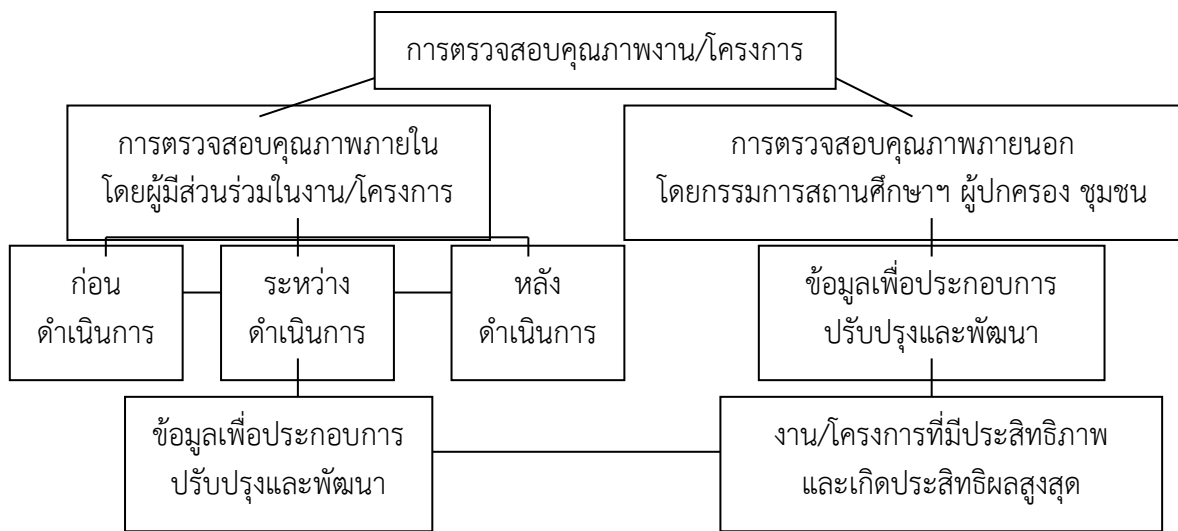 การตรวจสอบคุณภาพงาน/โครงการ
การตรวจสอบคุณภาพภายใน
โดยผู้มีส่วนร่วมในงาน/โครงการ
การตรวจสอบคุณภาพภายนอก
โดยกรรมการสถานศึกษาฯ ผู้ปกครอง ชุมชน
ก่อน
ดำเนินการ
ระหว่าง
ดำเนินการ
หลัง
ดำเนินการ
ข้อมูลเพื่อประกอบการ
ปรับปรุงและพัฒนา
ข้อมูลเพื่อประกอบการ
ปรับปรุงและพัฒนา
งาน/โครงการที่มีประสิทธิภาพ
และเกิดประสิทธิผลสูงสุด